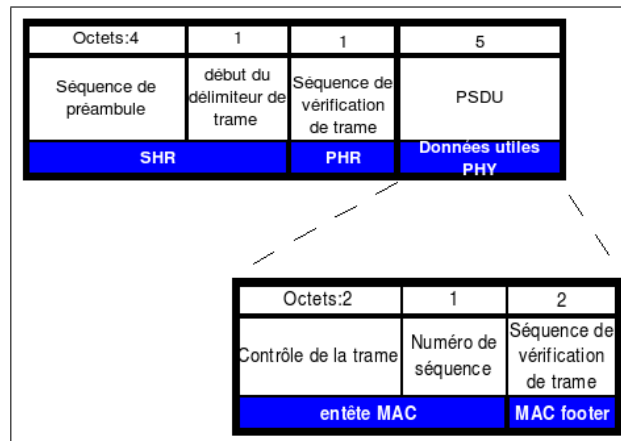 Octets:4 1 1 5
Séquence de préambule
début du délimiteur de trame
Séquence de vérification de trame
PSDU
SHR PHR Données utiles PHY
Octets:2 1 2
Contrôle de la trame
Numéro de séquence
Séquence de vérification de trame
entête MAC MAC footer